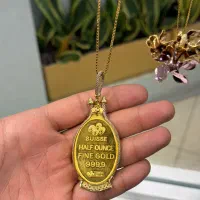 SUISSE
HALF OUNCE
FINE GOLD
999.9